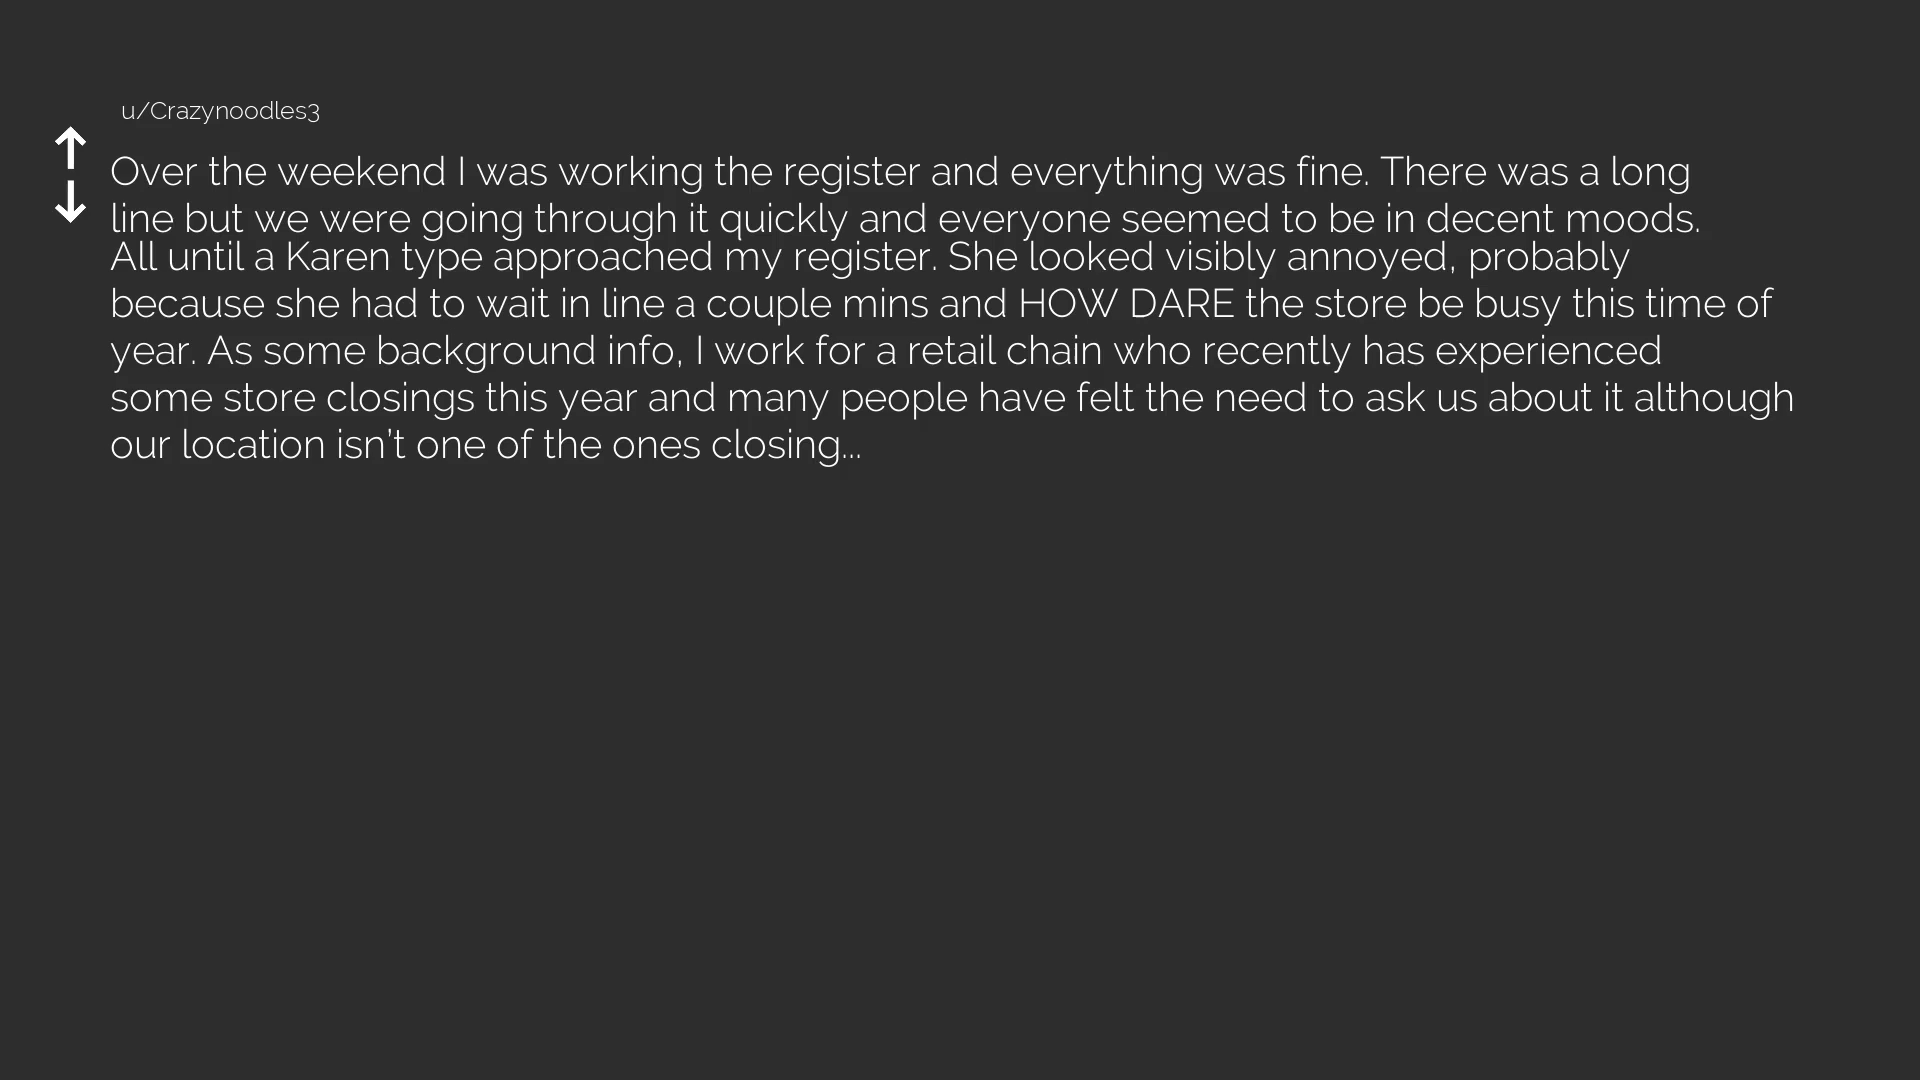 u/Crazynoodles3
Over the weekend I was working the register and everything was fine. There was a long
line but we were going through it quickly and everyone seemed to be in decent moods.
All until a Karen type approached my register. She looked visibly annoyed, probably
because she had to wait in line a couple mins and HOW DARE the store be busy this time of
year. As some background info, I work for a retail chain who recently has experienced
some store closings this year and many people have felt the need to ask us about it although
our location isn't one of the ones closing...